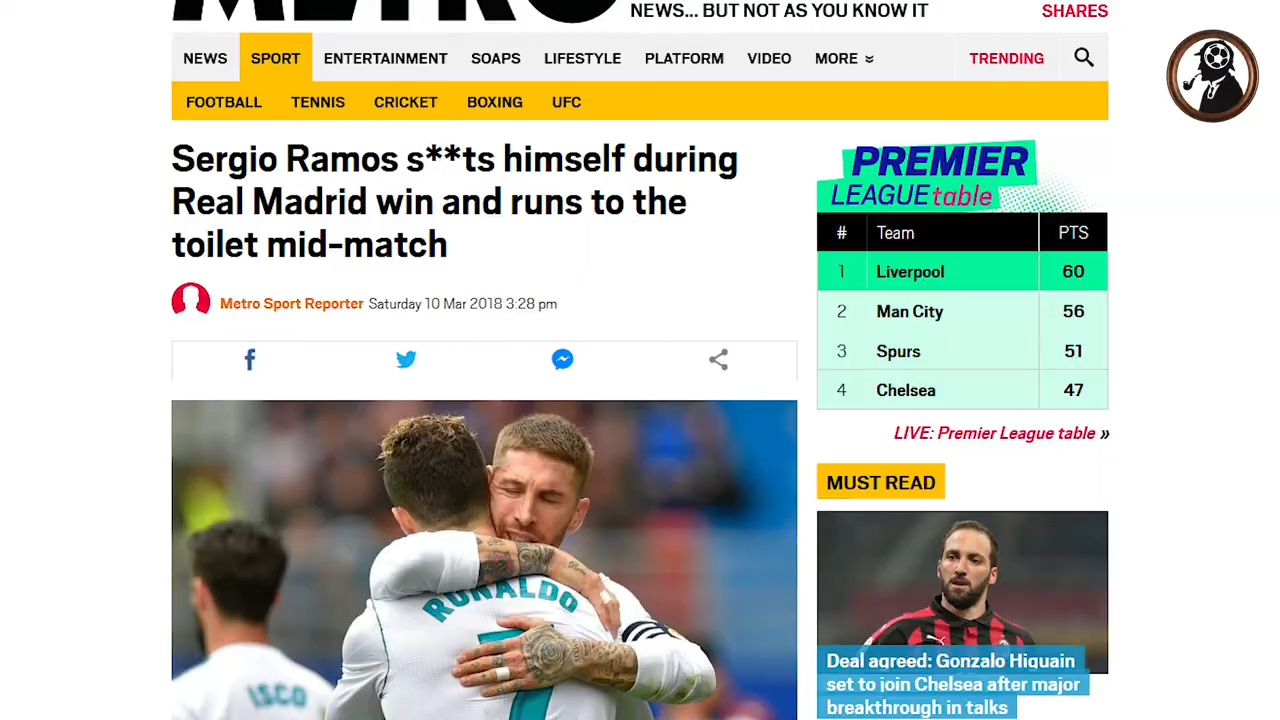 METRO
NEWS... BUT NOT AS YOU KNOW IT
SHARES
NEWS SPORT ENTERTAINMENT SOAPS LIFESTYLE PLATFORM VIDEO MORE TRENDING
FOOTBALL TENNIS CRICKET BOXING UFC
Sergio Ramos s**ts himself during
Real Madrid win and runs to the
toilet mid-match
Metro Sport Reporter Saturday 10 Mar 2018 3:28 pm
RONALDO
7
ISCO
PREMIER
LEAGUE table
# Team PTS
1 Liverpool 60
2 Man City 56
3 Spurs 51
4 Chelsea 47
LIVE: Premier League table »
MUST READ
Deal agreed: Gonzalo Higuain
set to join Chelsea after major
breakthrough in talks